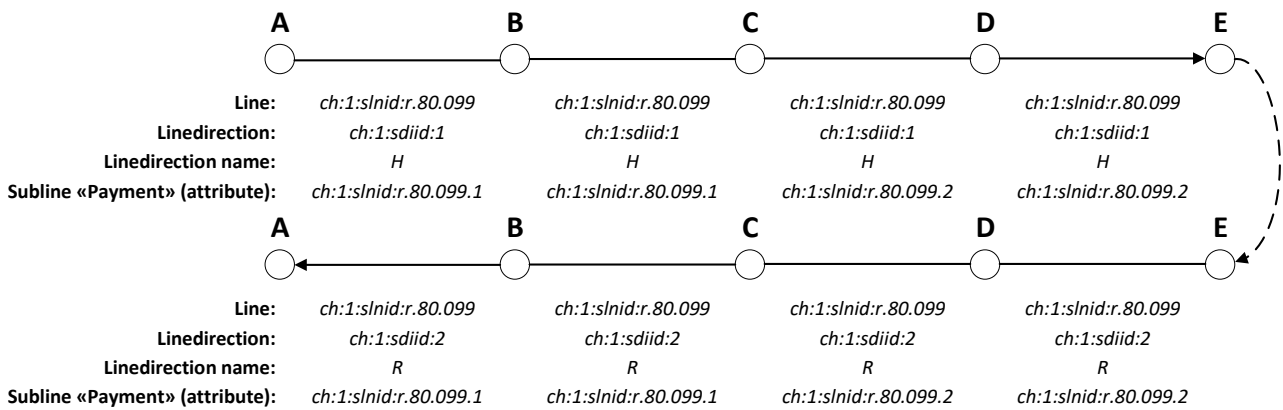 A B C D E
Line: ch:1:slnid:r.80.099 ch:1:slnid:r.80.099 ch:1:slnid:r.80.099 ch:1:slnid:r.80.099
Linedirection: ch:1:sdiid:1 ch:1:sdiid:1 ch:1:sdiid:1 ch:1:sdiid:1
Linedirection name: H H H H
Subline «Payment» (attribute): ch:1:slnid:r.80.099.1 ch:1:slnid:r.80.099.1 ch:1:slnid:r.80.099.2 ch:1:slnid:r.80.099.2
A B C D E
Line: ch:1:slnid:r.80.099 ch:1:slnid:r.80.099 ch:1:slnid:r.80.099 ch:1:slnid:r.80.099
Linedirection: ch:1:sdiid:2 ch:1:sdiid:2 ch:1:sdiid:2 ch:1:sdiid:2
Linedirection name: R R R R
Subline «Payment» (attribute): ch:1:slnid:r.80.099.1 ch:1:slnid:r.80.099.1 ch:1:slnid:r.80.099.2 ch:1:slnid:r.80.099.2